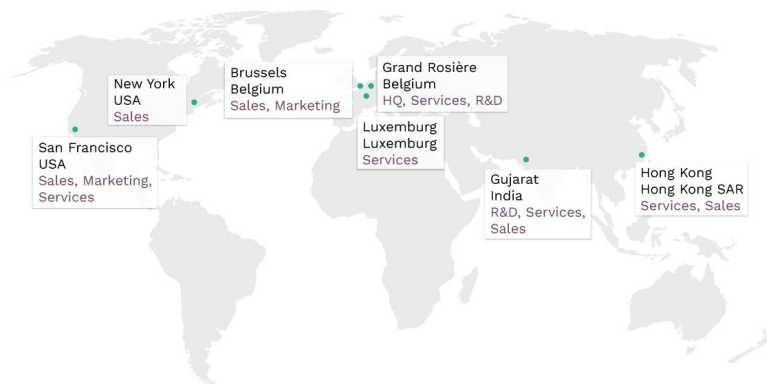 New York
USA
Sales
Brussels
Belgium
Sales, Marketing
Grand Rosière
Belgium
HQ, Services, R&D
Luxemburg
Luxemburg
Services
San Francisco
USA
Sales, Marketing,
Services
Gujarat
India
R&D, Services,
Sales
Hong Kong
Hong Kong SAR
Services, Sales